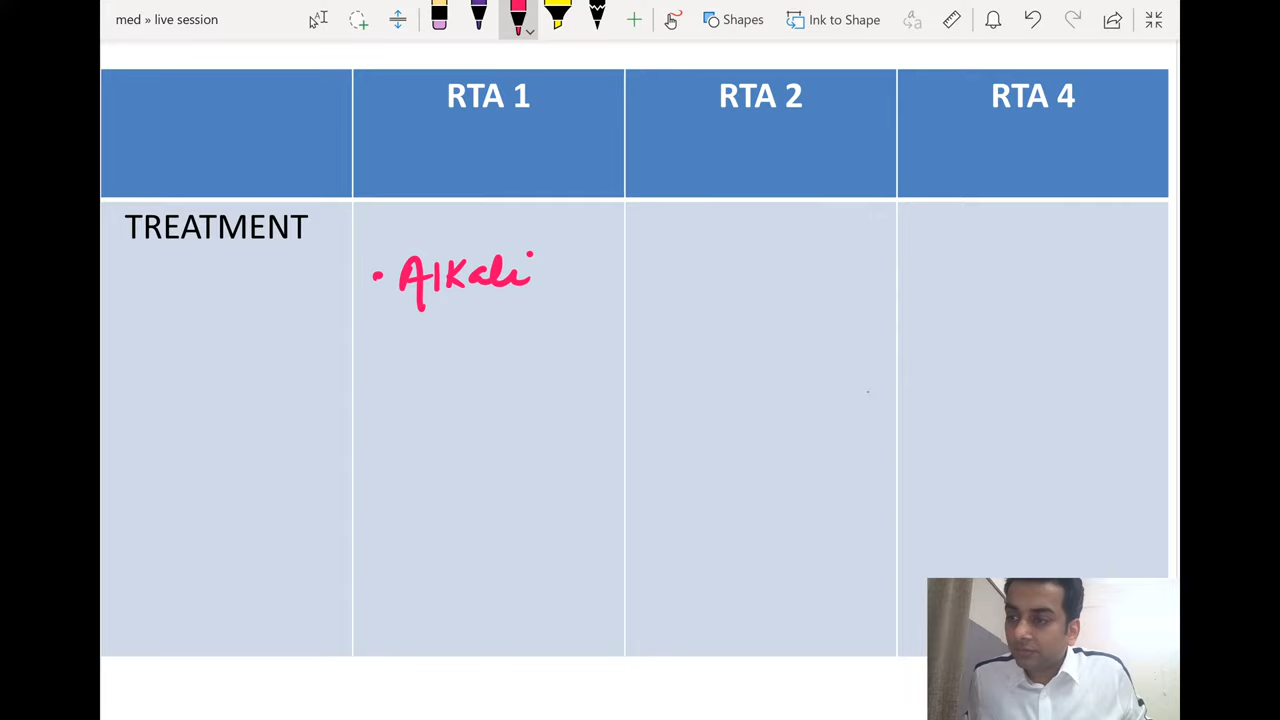 med » live session
Shapes
Ink to Shape
RTA 1
RTA 2
RTA 4
TREATMENT
• Alkali